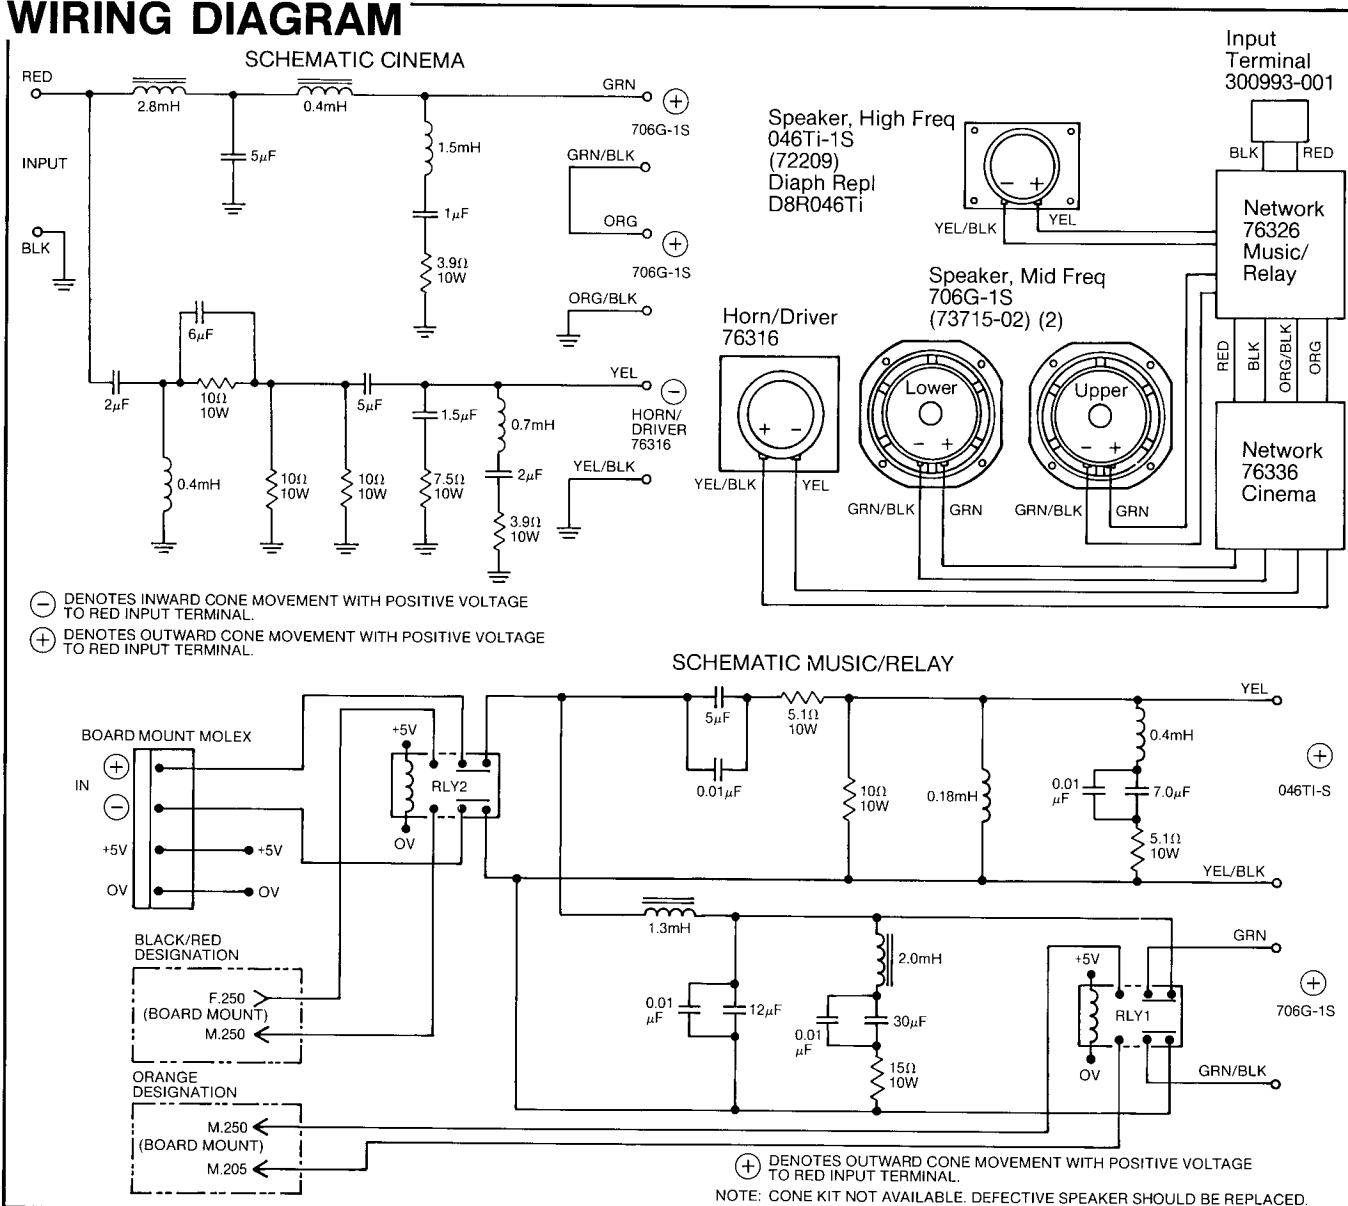 WIRING DIAGRAM
SCHEMATIC CINEMA
RED
2.8mH
0.4mH
GRN
+
706G-1S
INPUT
5µF
1.5mH
GRN/BLK
1µF
ORG
+
706G-1S
BLK
3.9Ω
10W
ORG/BLK
6µF
2µF
10Ω
10W
5µF
1.5µF
YEL
−
HORN/
DRIVER
76316
0.7mH
0.4mH
10Ω
10W
10Ω
10W
7.5Ω
10W
2µF
YEL/BLK
3.9Ω
10W
− DENOTES INWARD CONE MOVEMENT WITH POSITIVE VOLTAGE
TO RED INPUT TERMINAL.
+ DENOTES OUTWARD CONE MOVEMENT WITH POSITIVE VOLTAGE
TO RED INPUT TERMINAL.
Input
Terminal
300993-001
BLK
RED
Speaker, High Freq
046Ti-1S
(72209)
Diaph Repl
D8R046Ti
− +
YEL/BLK
YEL
Network
76326
Music/
Relay
Speaker, Mid Freq
706G-1S
(73715-02) (2)
Horn/Driver
76316
+ −
YEL/BLK
YEL
Lower
− +
GRN/BLK
GRN
Upper
− +
GRN/BLK
GRN
RED
BLK
ORG/BLK
ORG
Network
76336
Cinema
SCHEMATIC MUSIC/RELAY
BOARD MOUNT MOLEX
IN
+
−
+5V
+5V
OV
OV
+5V
RLY2
OV
5µF
0.01µF
5.1Ω
10W
10Ω
10W
0.18mH
0.4mH
0.01
µF
7.0µF
5.1Ω
10W
YEL
+
046TI-S
YEL/BLK
BLACK/RED
DESIGNATION
F.250
(BOARD MOUNT)
M.250
1.3mH
0.01
µF
12µF
2.0mH
0.01
µF
30µF
15Ω
10W
+5V
RLY1
OV
GRN
+
706G-1S
GRN/BLK
ORANGE
DESIGNATION
M.250
(BOARD MOUNT)
M.205
+ DENOTES OUTWARD CONE MOVEMENT WITH POSITIVE VOLTAGE
TO RED INPUT TERMINAL.
NOTE: CONE KIT NOT AVAILABLE. DEFECTIVE SPEAKER SHOULD BE REPLACED.